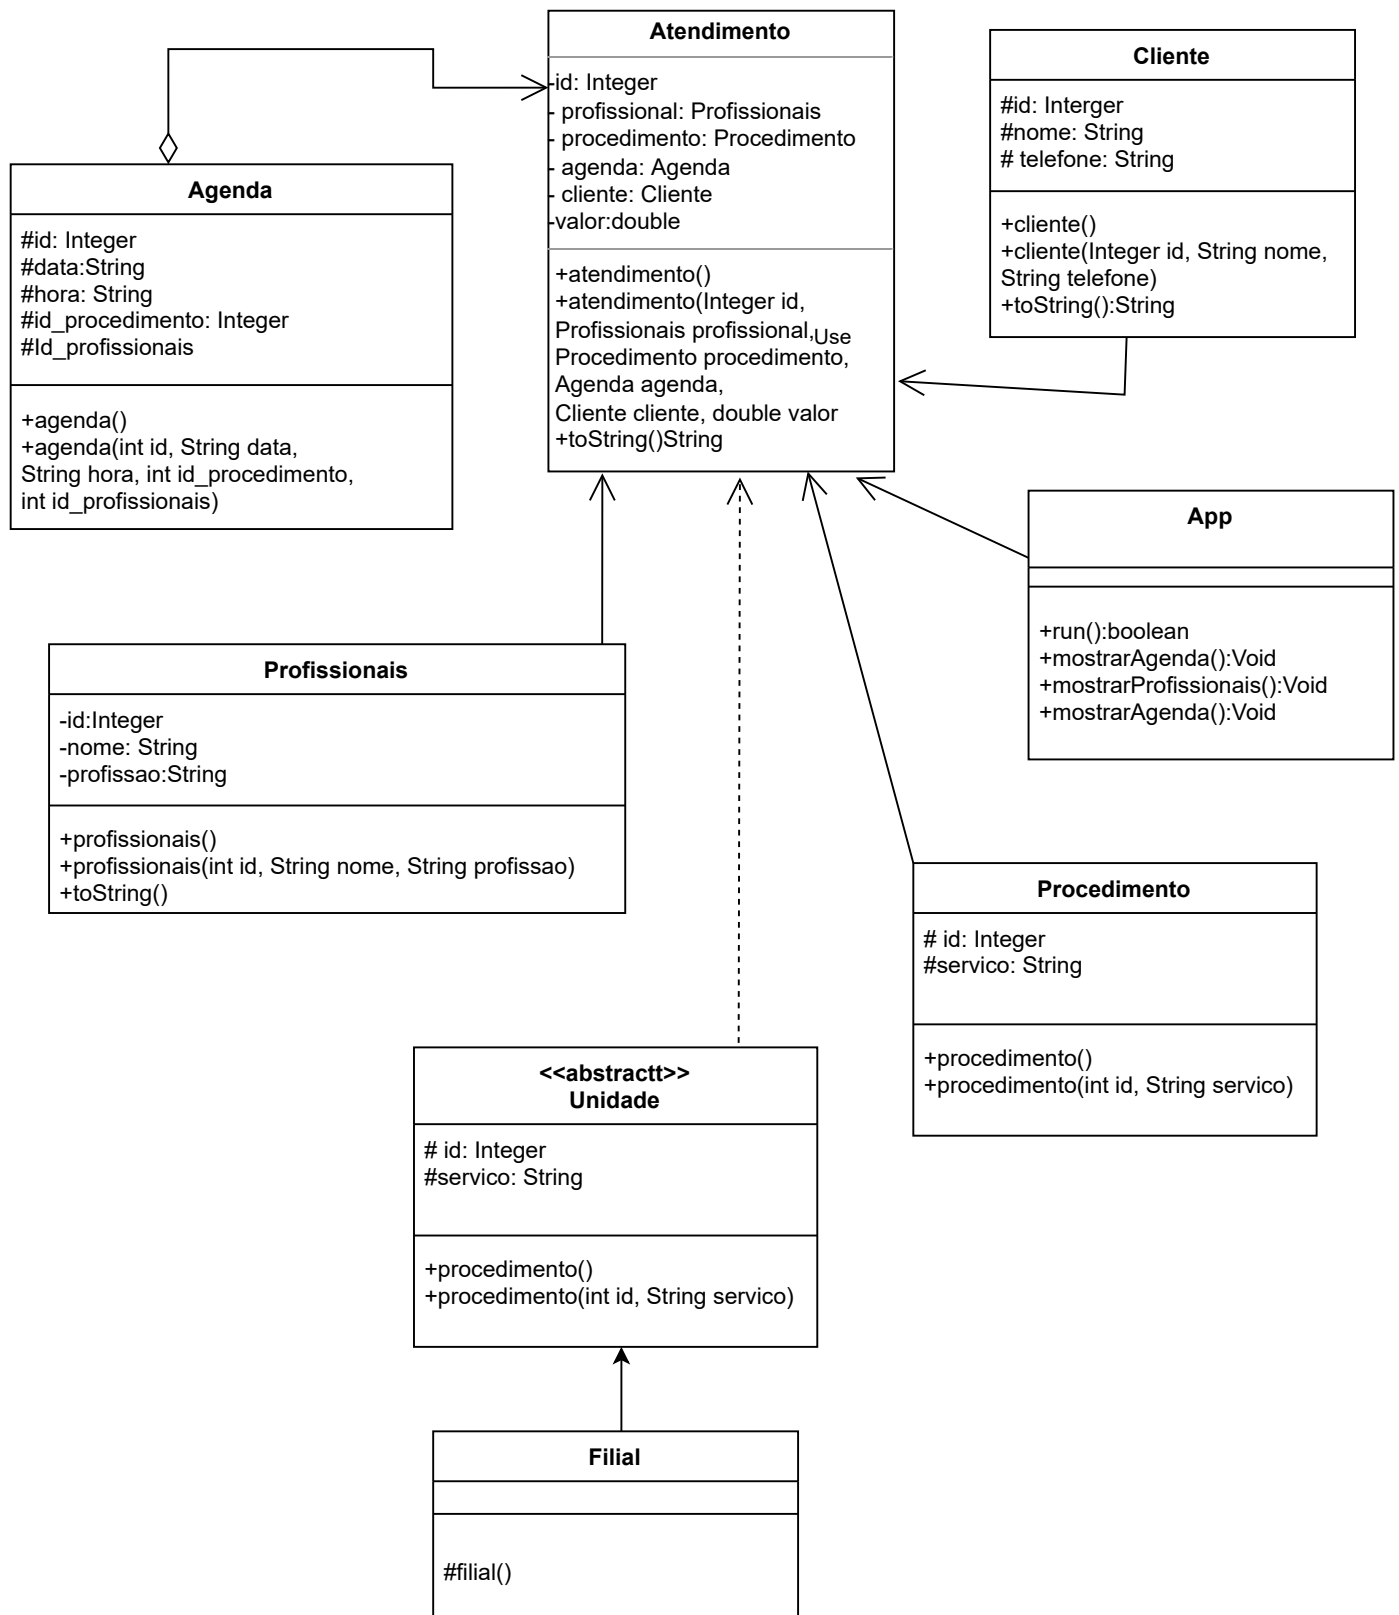 Atendimento
-id: Integer
- profissional: Profissionais
- procedimento: Procedimento
- agenda: Agenda
- cliente: Cliente
-valor:double
+atendimento()
+atendimento(Integer id,
Profissionais profissional,
Use
Procedimento procedimento,
Agenda agenda,
Cliente cliente, double valor
+toString()String
Cliente
#id: Interger
#nome: String
# telefone: String
+cliente()
+cliente(Integer id, String nome,
String telefone)
+toString():String
Agenda
#id: Integer
#data:String
#hora: String
#id_procedimento: Integer
#Id_profissionais
+agenda()
+agenda(int id, String data,
String hora, int id_procedimento,
int id_profissionais)
App
+run():boolean
+mostrarAgenda():Void
+mostrarProfissionais():Void
+mostrarAgenda():Void
Profissionais
-id:Integer
-nome: String
-profissao:String
+profissionais()
+profissionais(int id, String nome, String profissao)
+toString()
Procedimento
# id: Integer
#servico: String
+procedimento()
+procedimento(int id, String servico)
<<abstractt>>
Unidade
# id: Integer
#servico: String
+procedimento()
+procedimento(int id, String servico)
Filial
#filial()